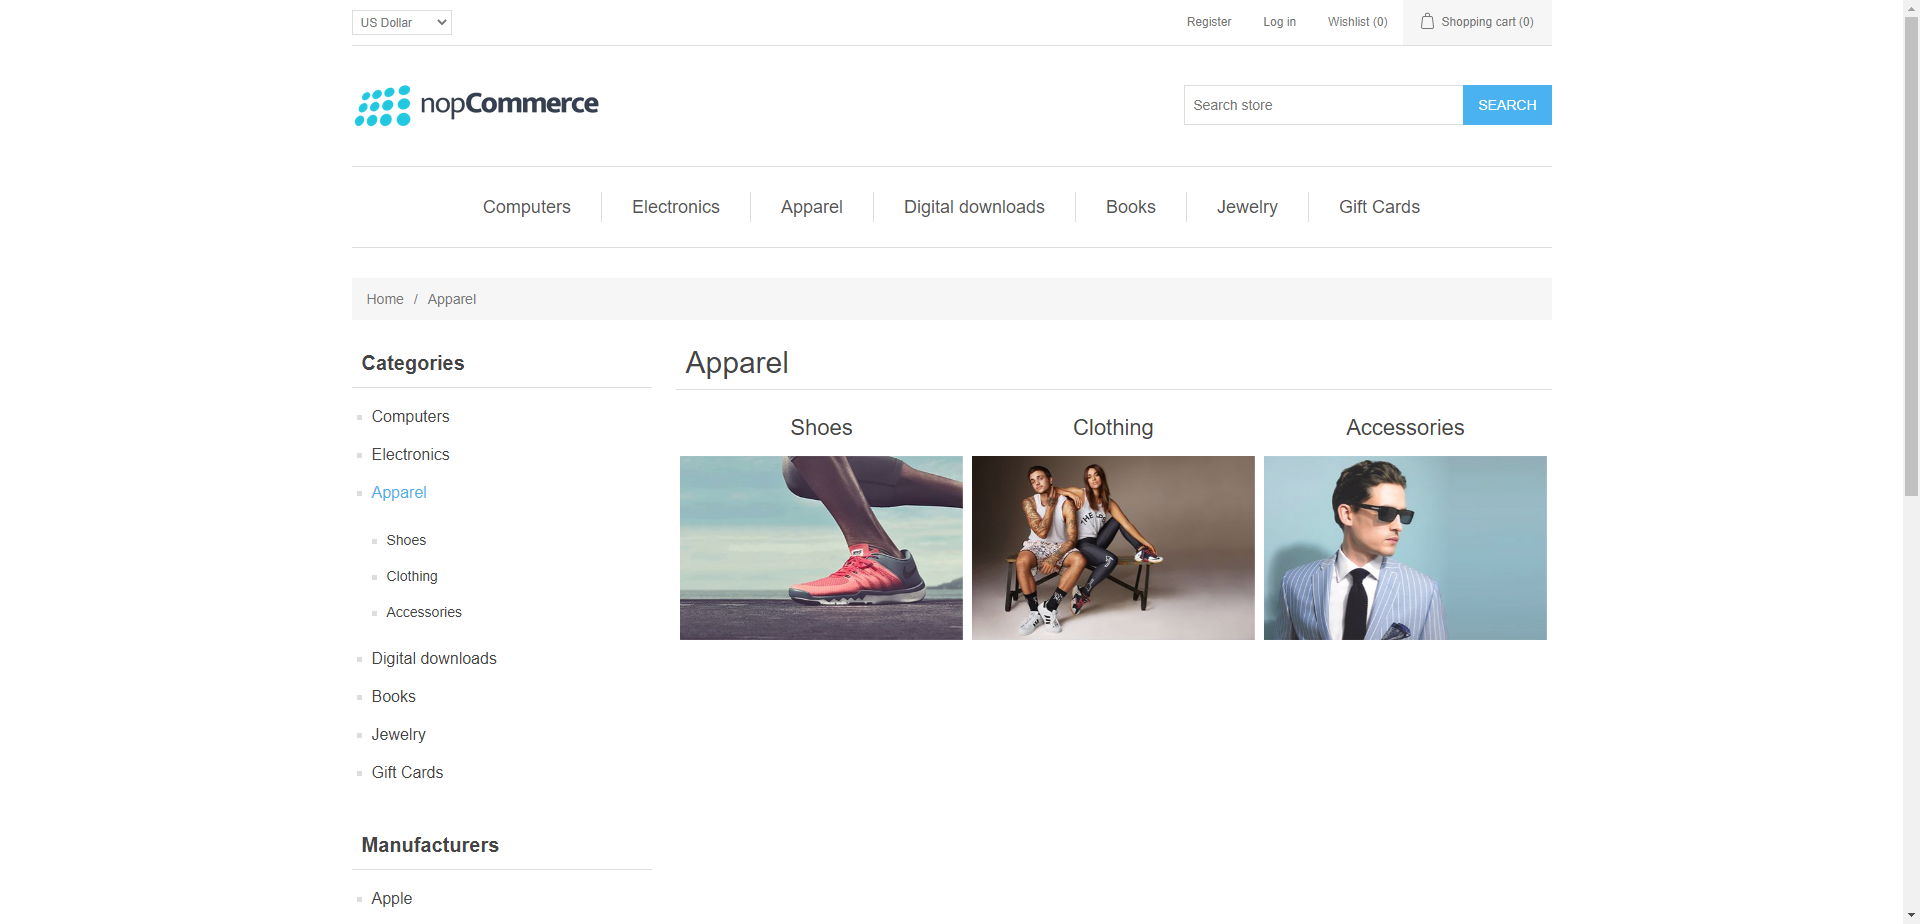 US Dollar
Register
Log in
Wishlist (0)
Shopping cart (0)
nopCommerce
Search store
SEARCH
Computers
Electronics
Apparel
Digital downloads
Books
Jewelry
Gift Cards
Home / Apparel
Categories
Computers
Electronics
Apparel
Shoes
Clothing
Accessories
Digital downloads
Books
Jewelry
Gift Cards
Manufacturers
Apple
Apparel
Shoes
Clothing
Accessories